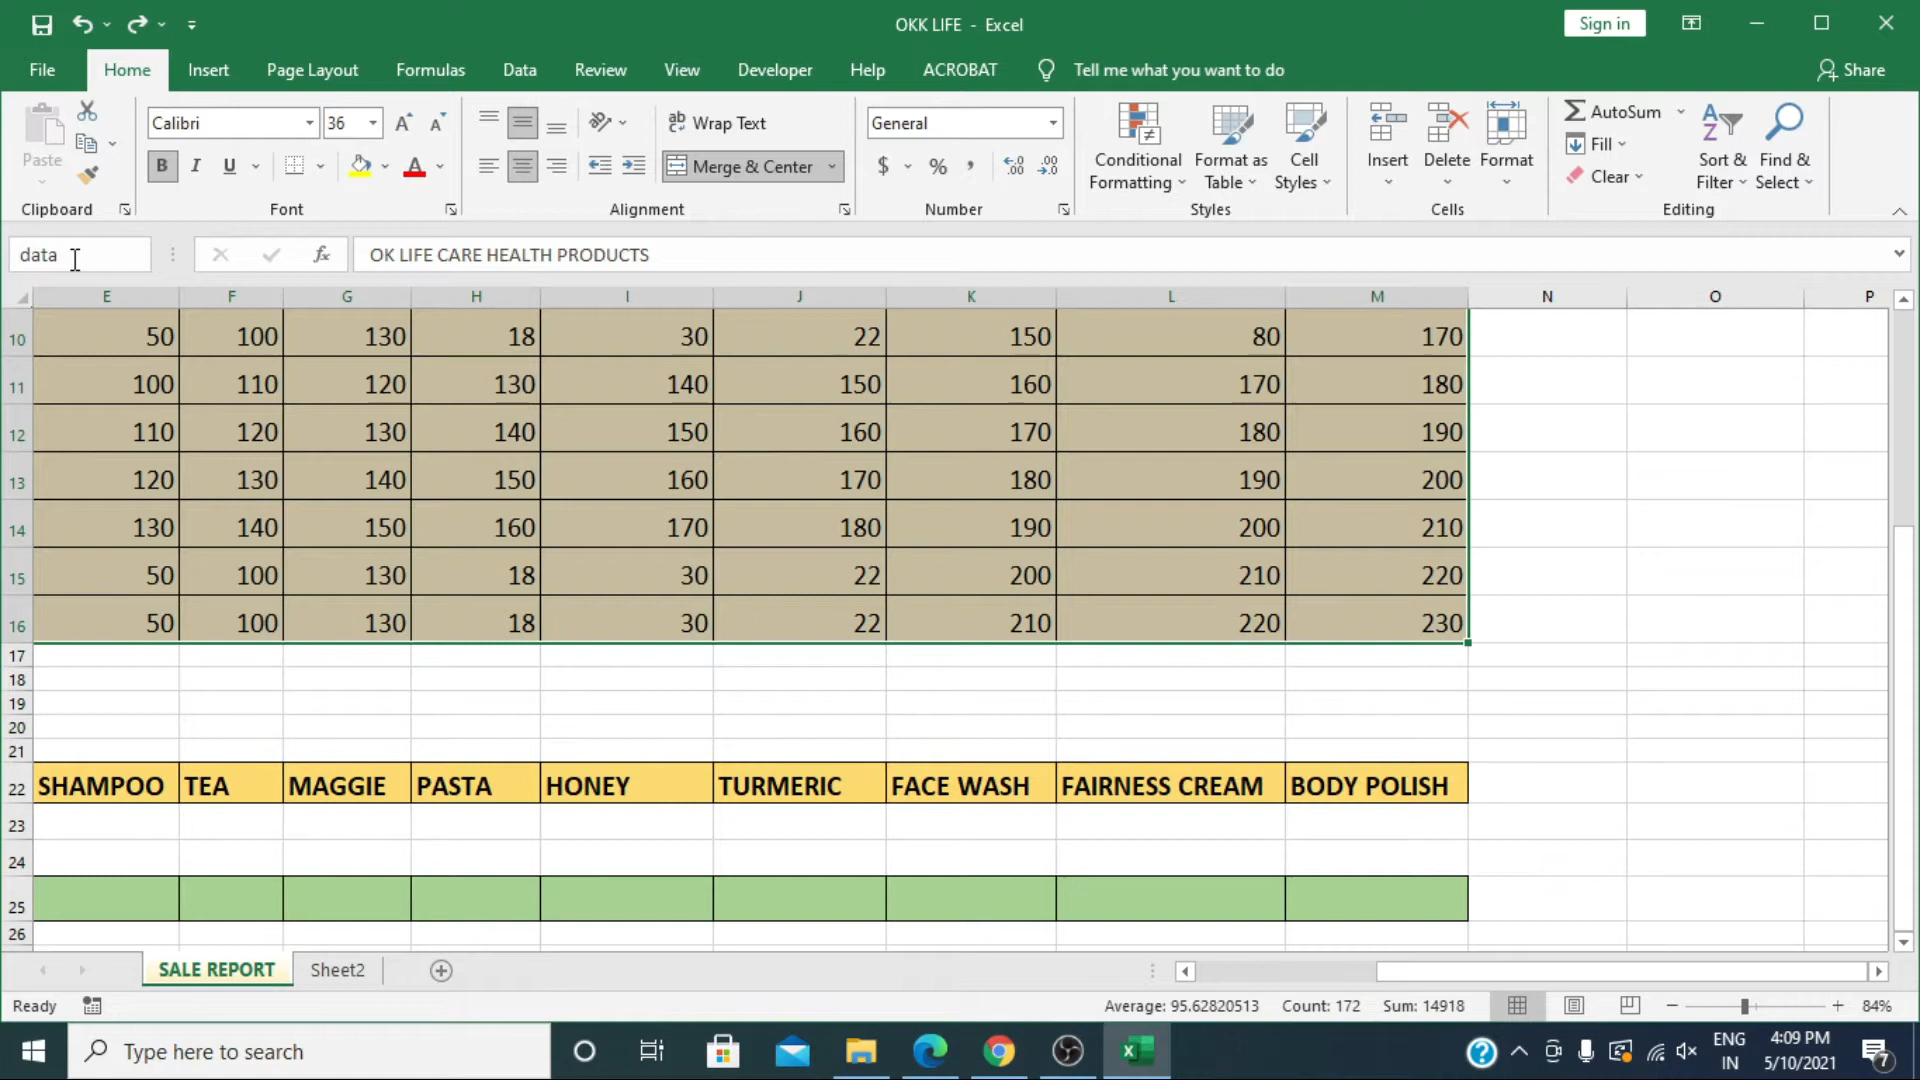 OKK LIFE - Excel
Sign in
File Home Insert Page Layout Formulas Data Review View Developer Help ACROBAT Tell me what you want to do Share
Paste
Calibri 36 A A
B I U A
ab Wrap Text
Merge & Center
General
$ % , .0 .00 .00 .0
Conditional Formatting
Format as Table
Cell Styles
Insert Delete Format
AutoSum
Fill
Clear
Sort & Filter
Find & Select
Clipboard Font Alignment Number Styles Cells Editing
data fx OK LIFE CARE HEALTH PRODUCTS
E F G H I J K L M N O P
10 50 100 130 18 30 22 150 80 170
11 100 110 120 130 140 150 160 170 180
12 110 120 130 140 150 160 170 180 190
13 120 130 140 150 160 170 180 190 200
14 130 140 150 160 170 180 190 200 210
15 50 100 130 18 30 22 200 210 220
16 50 100 130 18 30 22 210 220 230
17
18
19
20
21
22 SHAMPOO TEA MAGGIE PASTA HONEY TURMERIC FACE WASH FAIRNESS CREAM BODY POLISH
23
24
25
26
SALE REPORT Sheet2
Ready Average: 95.62820513 Count: 172 Sum: 14918 84%
Type here to search
ENG
IN
4:09 PM
5/10/2021
7